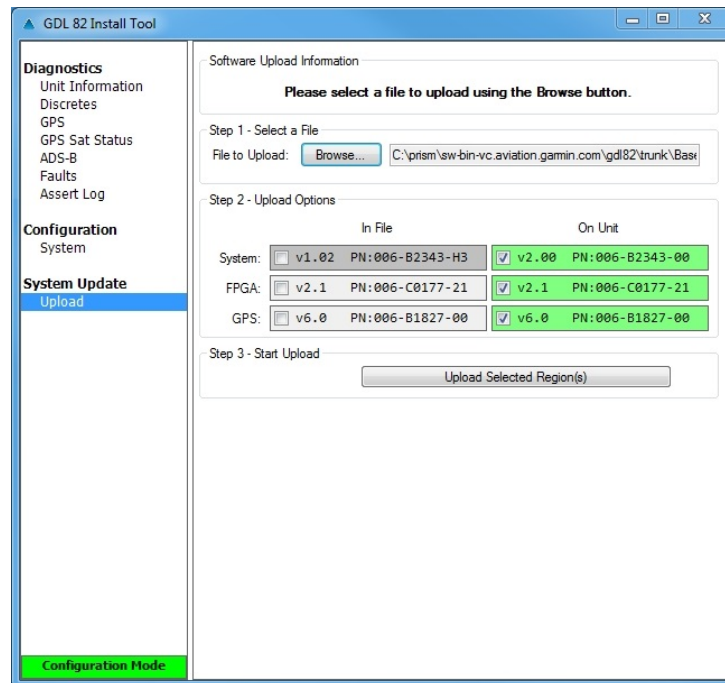 GDL 82 Install Tool
Diagnostics
Unit Information
Discretes
GPS
GPS Sat Status
ADS-B
Faults
Assert Log
Configuration
System
System Update
Upload
Configuration Mode
Software Upload Information
Please select a file to upload using the Browse button.
Step 1 - Select a File
File to Upload: Browse... C:\prism\sw-bin-vc.aviation.garmin.com\gdl82\trunk\Base
Step 2 - Upload Options
In File On Unit
System: v1.02 PN:006-B2343-H3 v2.00 PN:006-B2343-00
FPGA: v2.1 PN:006-C0177-21 v2.1 PN:006-C0177-21
GPS: v6.0 PN:006-B1827-00 v6.0 PN:006-B1827-00
Step 3 - Start Upload
Upload Selected Region(s)